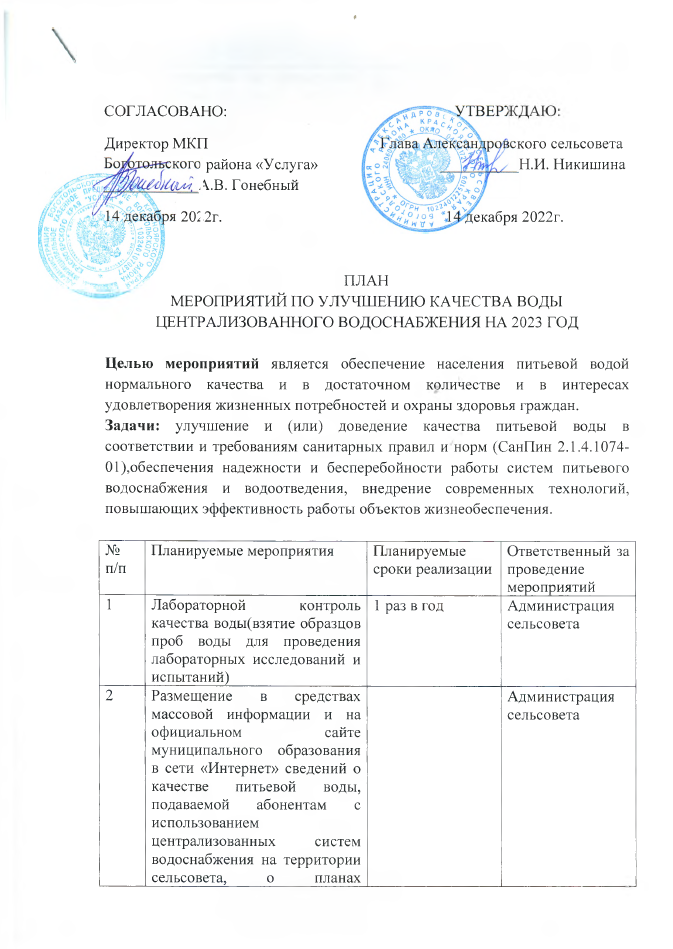 СОГЛАСОВАНО:
Директор МКП
Боготольского района «Услуга»
А.В. Гонебный
14 декабря 2022г.
УТВЕРЖДАЮ:
Глава Александровского сельсовета
Н.И. Никишина
14 декабря 2022г.
ПЛАН
МЕРОПРИЯТИЙ ПО УЛУЧШЕНИЮ КАЧЕСТВА ВОДЫ
ЦЕНТРАЛИЗОВАННОГО ВОДОСНАБЖЕНИЯ НА 2023 ГОД
Целью мероприятий является обеспечение населения питьевой водой
нормального качества и в достаточном количестве и в интересах
удовлетворения жизненных потребностей и охраны здоровья граждан.
Задачи: улучшение и (или) доведение качества питьевой воды в
соответствии и требованиям санитарных правил и норм (СанПин 2.1.4.1074-
01),обеспечения надежности и бесперебойности работы систем питьевого
водоснабжения и водоотведения, внедрение современных технологий,
повышающих эффективность работы объектов жизнеобеспечения.
№
п/п
Планируемые мероприятия
Планируемые
сроки реализации
Ответственный за
проведение
мероприятий
1
Лабораторной контроль
качества воды(взятие образцов
проб воды для проведения
лабораторных исследований и
испытаний)
1 раз в год
Администрация
сельсовета
2
Размещение в средствах
массовой информации и на
официальном сайте
муниципального образования
в сети «Интернет» сведений о
качестве питьевой воды,
подаваемой абонентам с
использованием
централизованных систем
водоснабжения на территории
сельсовета, о планах
Администрация
сельсовета